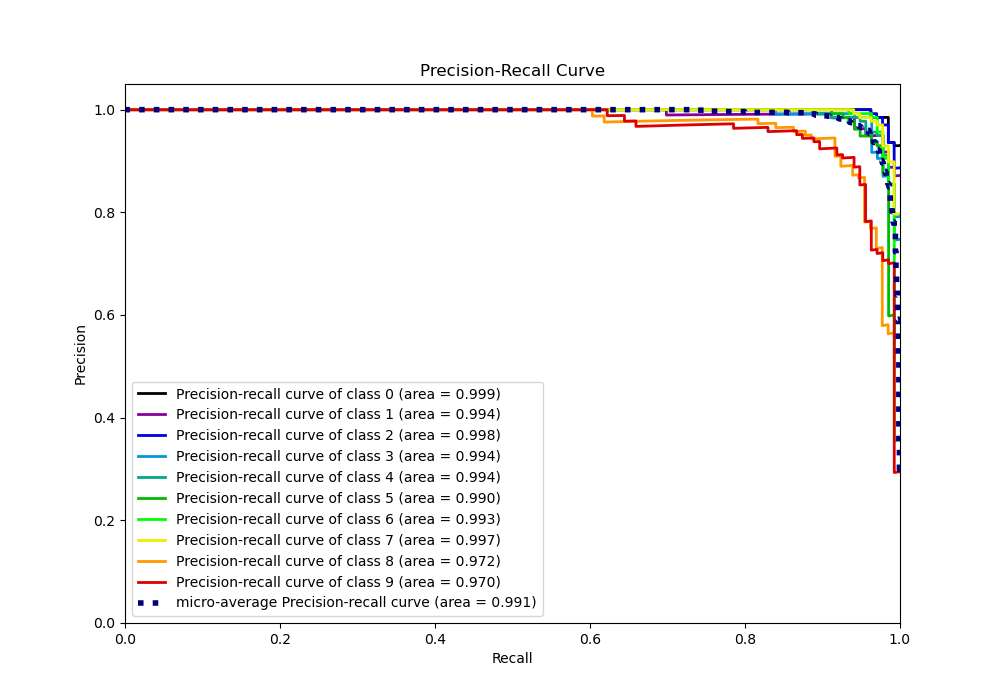 Precision-Recall Curve
1.0
0.8
0.6
0.4
0.2
0.0
Precision
Precision-recall curve of class 0 (area = 0.999)
Precision-recall curve of class 1 (area = 0.994)
Precision-recall curve of class 2 (area = 0.998)
Precision-recall curve of class 3 (area = 0.994)
Precision-recall curve of class 4 (area = 0.994)
Precision-recall curve of class 5 (area = 0.990)
Precision-recall curve of class 6 (area = 0.993)
Precision-recall curve of class 7 (area = 0.997)
Precision-recall curve of class 8 (area = 0.972)
Precision-recall curve of class 9 (area = 0.970)
micro-average Precision-recall curve (area = 0.991)
0.0 0.2 0.4 0.6 0.8 1.0
Recall